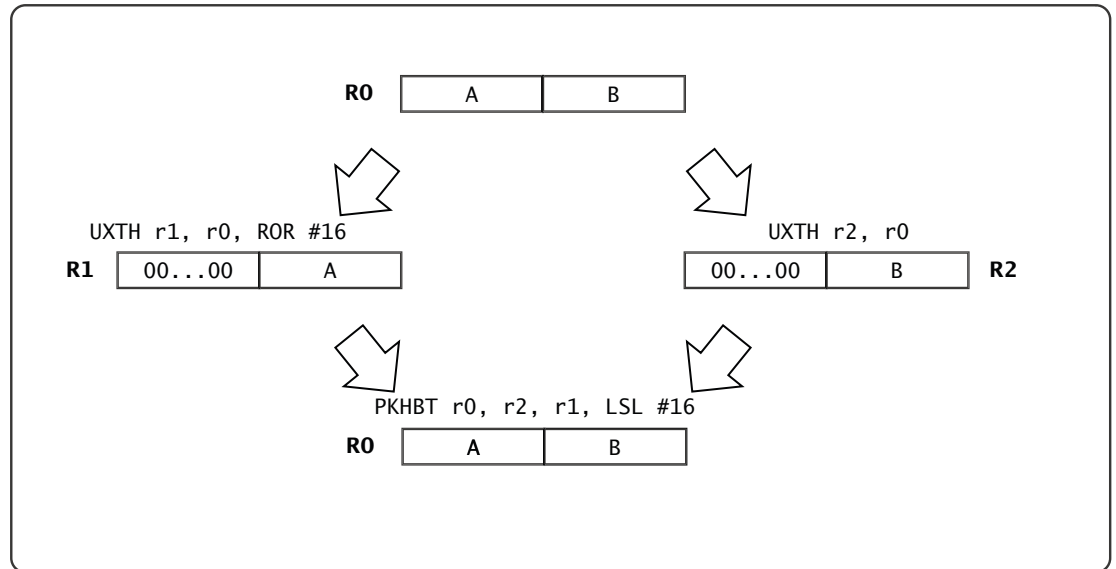 R0 A B
UXTH r1, r0, ROR #16
UXTH r2, r0
R1 00...00 A
00...00 B R2
PKHBT r0, r2, r1, LSL #16
R0 A B